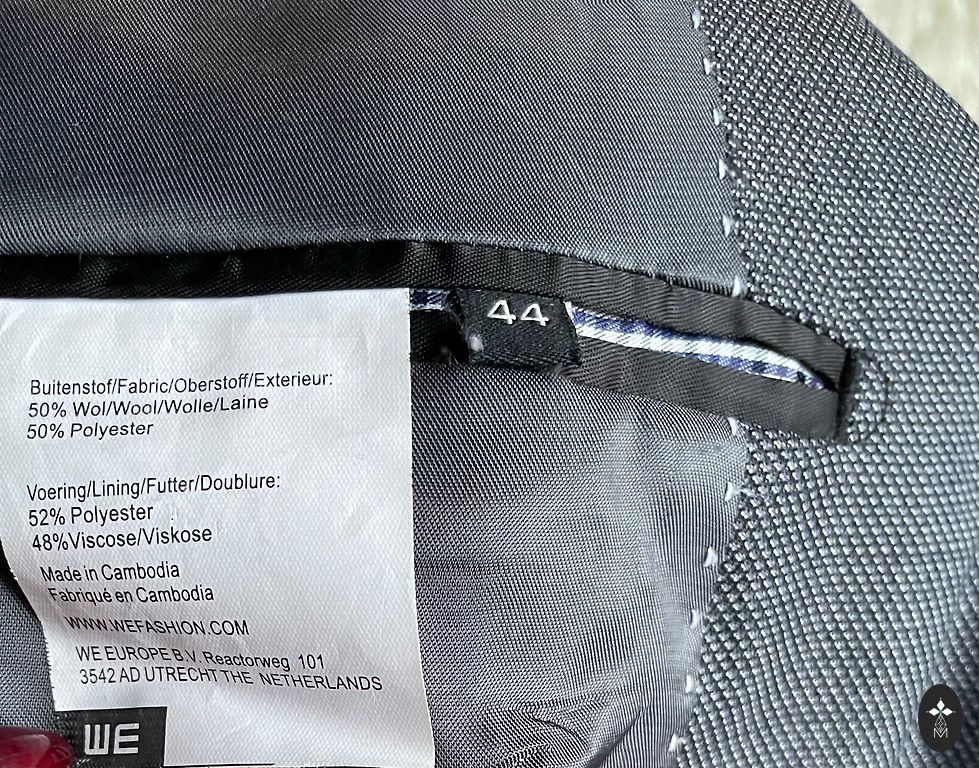 44
Buitenstof/Fabric/Oberstoff/Exterieur:
50% Wol/Wool/Wolle/Laine
50% Polyester
Voering/Lining/Futter/Doublure:
52% Polyester
48%Viscose/Viskose
Made in Cambodia
Fabriqué en Cambodia
WWW.WEFASHION.COM
WE EUROPE B.V. Reactorweg 101
3542 AD UTRECHT THE NETHERLANDS
WE
M